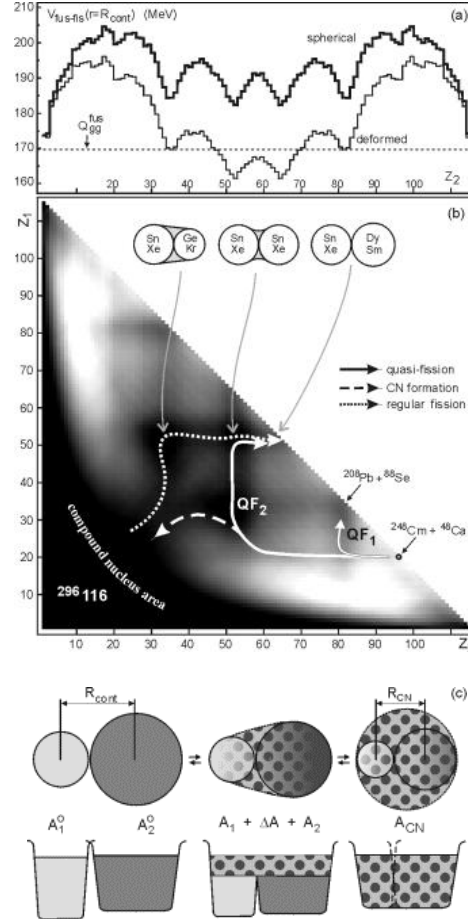 V_fus-fis(r=R_cont) (MeV) (a)
210
spherical
200
190
180
Q_gg^fus
170
deformed
160
20 30 40 50 60 70 80 90 100 Z_2
Z_1
(b)
100
90
80
70
60
50
40
30
20
10
Sn Xe
Ge Kr
Sn Xe
Sn Xe
Sn Xe
Dy Sm
quasi-fission
CN formation
regular fission
208Pb + 88Se
QF_2
QF_1
248Cm + 48Ca
compound nucleus area
296 116
10 20 30 40 50 60 70 80 90 100 Z
(c)
R_cont
R_CN
A_1^o A_2^o A_1 + ΔA + A_2 A_CN